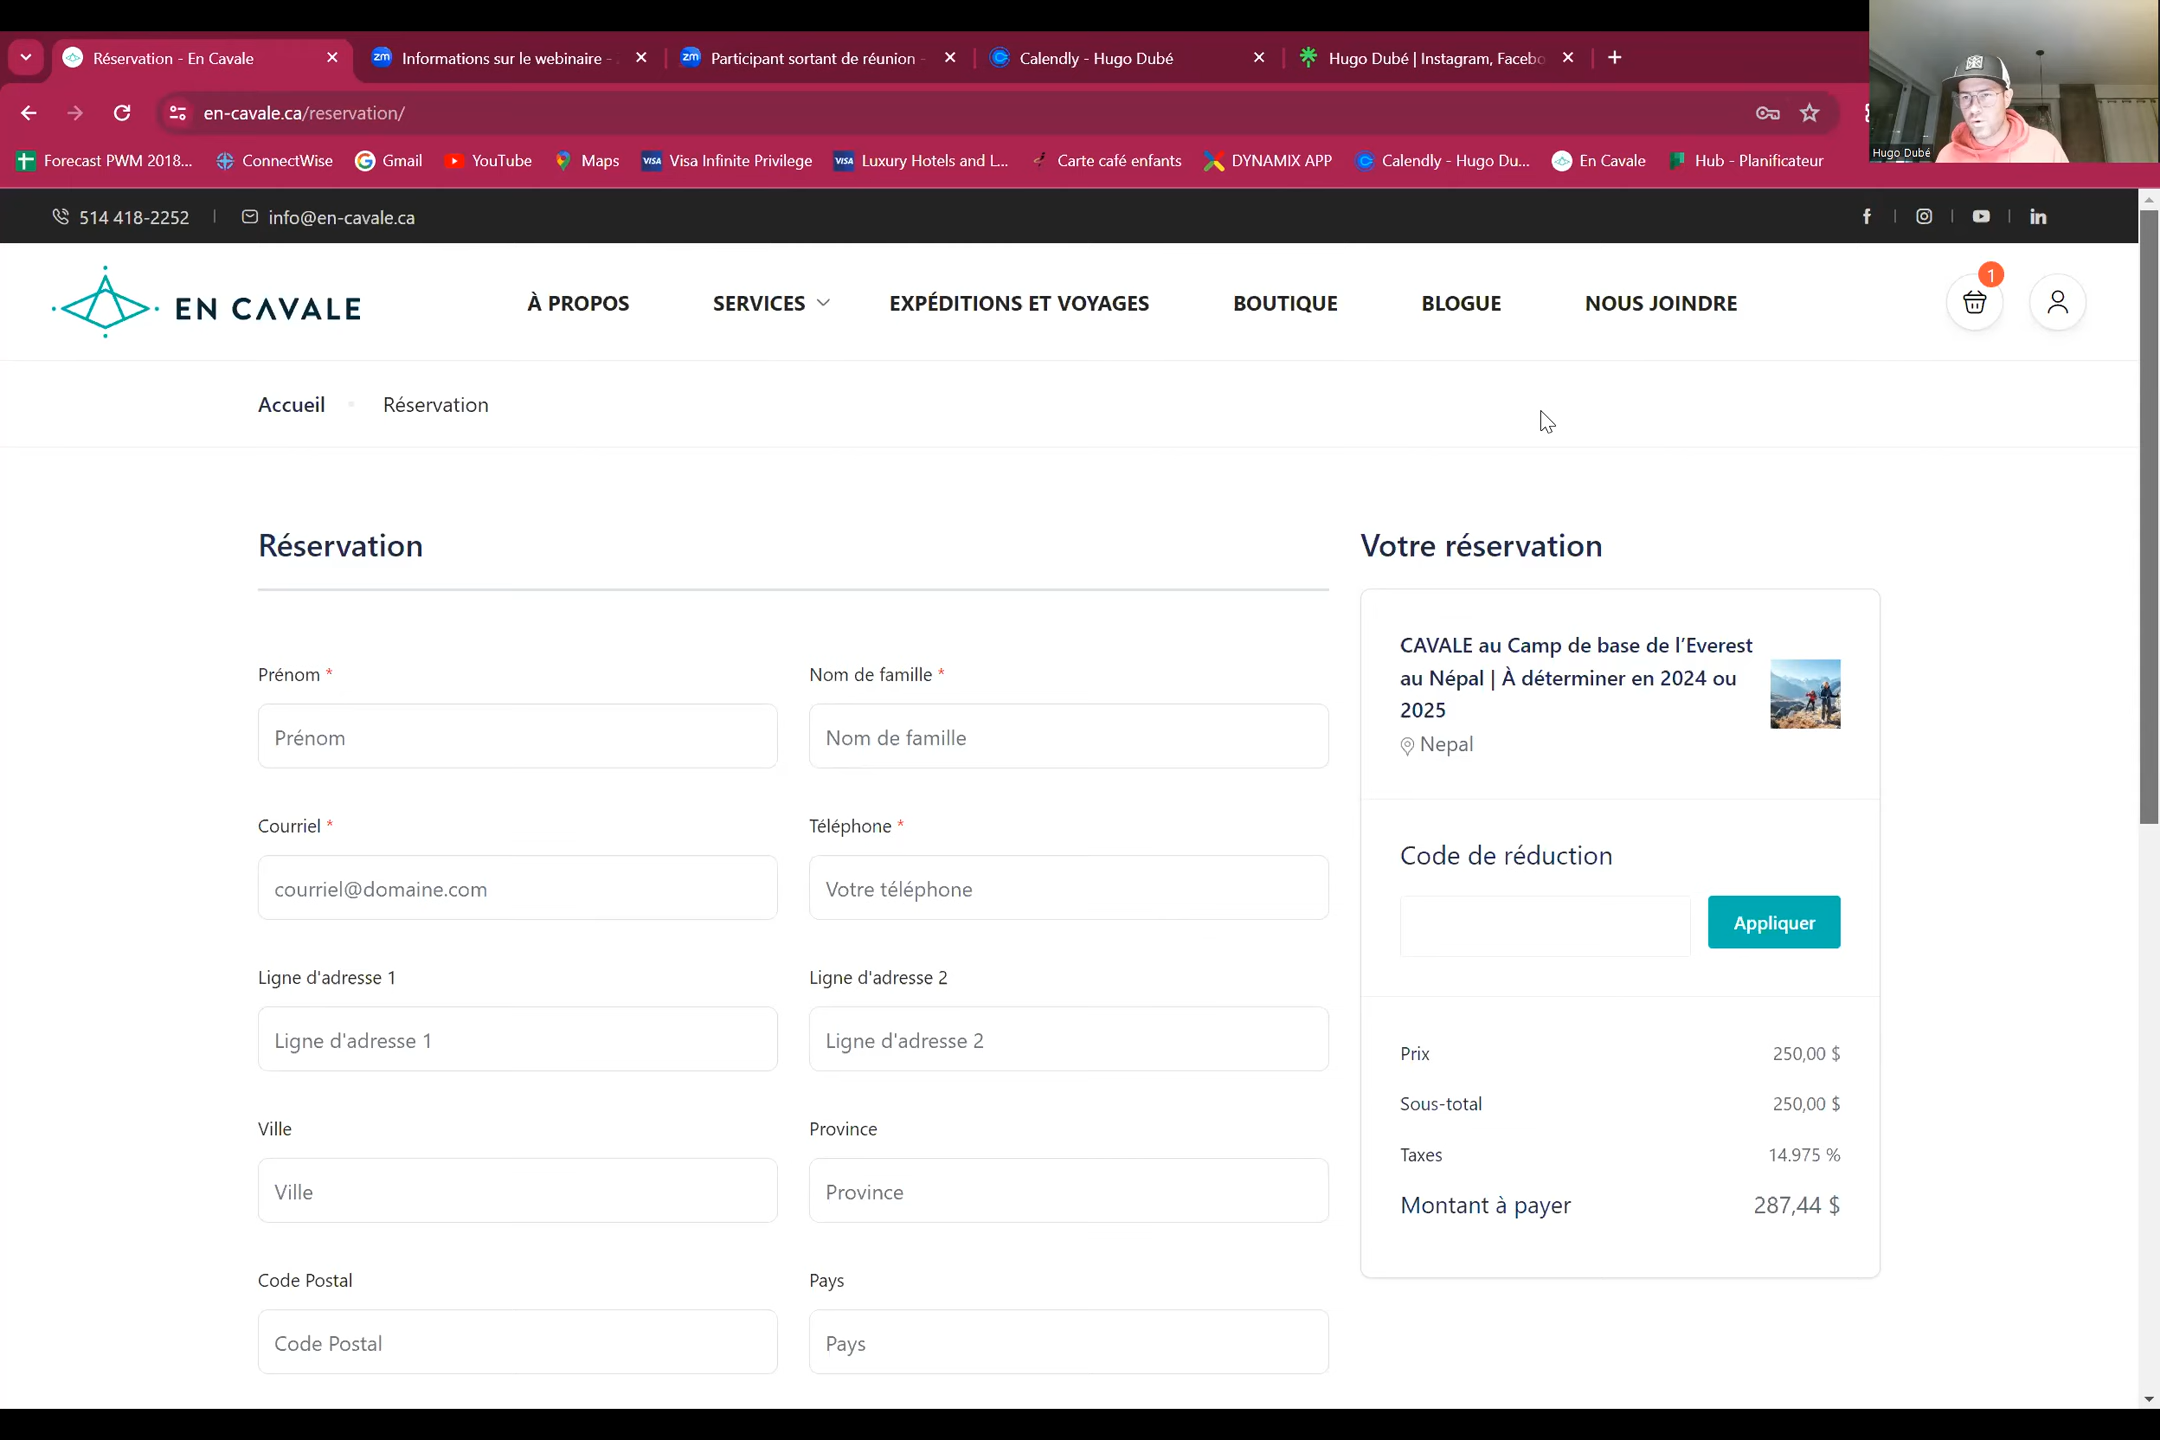 Réservation - En Cavale
Informations sur le webinaire -
Participant sortant de réunion -
Calendly - Hugo Dubé
Hugo Dubé | Instagram, Facebo
en-cavale.ca/reservation/
Forecast PWM 2018...
ConnectWise
Gmail
YouTube
Maps
VISA Visa Infinite Privilege
VISA Luxury Hotels and L...
Carte café enfants
DYNAMIX APP
Calendly - Hugo Du...
En Cavale
Hub - Planificateur
Hugo Dubé
514 418-2252
info@en-cavale.ca
EN CAVALE
À PROPOS
SERVICES
EXPÉDITIONS ET VOYAGES
BOUTIQUE
BLOGUE
NOUS JOINDRE
1
Accueil
Réservation
Réservation
Prénom *
Nom de famille *
Prénom
Nom de famille
Courriel *
Téléphone *
courriel@domaine.com
Votre téléphone
Ligne d'adresse 1
Ligne d'adresse 2
Ligne d'adresse 1
Ligne d'adresse 2
Ville
Province
Ville
Province
Code Postal
Pays
Code Postal
Pays
Votre réservation
CAVALE au Camp de base de l’Everest
au Népal | À déterminer en 2024 ou
2025
Nepal
Code de réduction
Appliquer
Prix 250,00 $
Sous-total 250,00 $
Taxes 14.975 %
Montant à payer 287,44 $